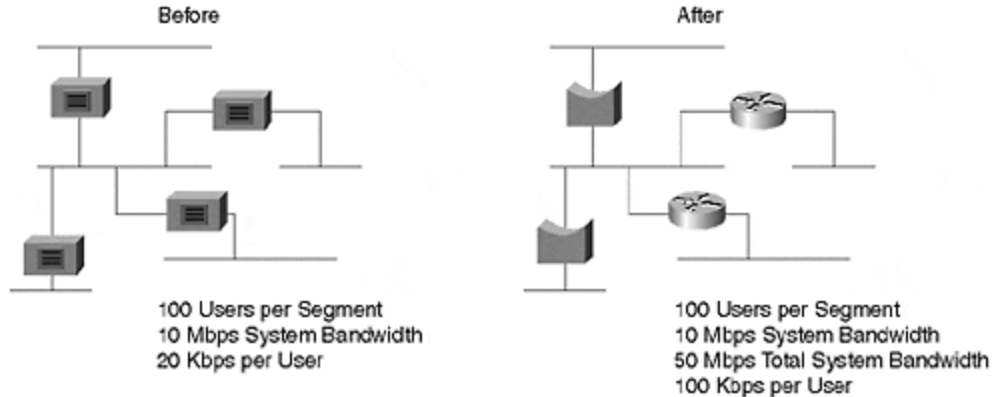 Before
100 Users per Segment
10 Mbps System Bandwidth
20 Kbps per User
After
100 Users per Segment
10 Mbps System Bandwidth
50 Mbps Total System Bandwidth
100 Kbps per User